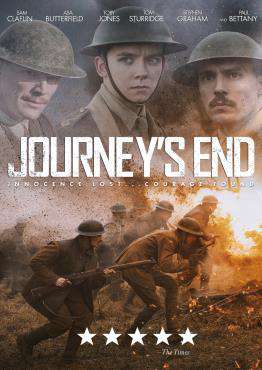 SAM CLAFLIN ASA BUTTERFIELD TOBY JONES TOM STURRIDGE STEPHEN GRAHAM AND PAUL BETTANY
JOURNEY'S END
INNOCENCE LOST...COURAGE FOUND
The Times